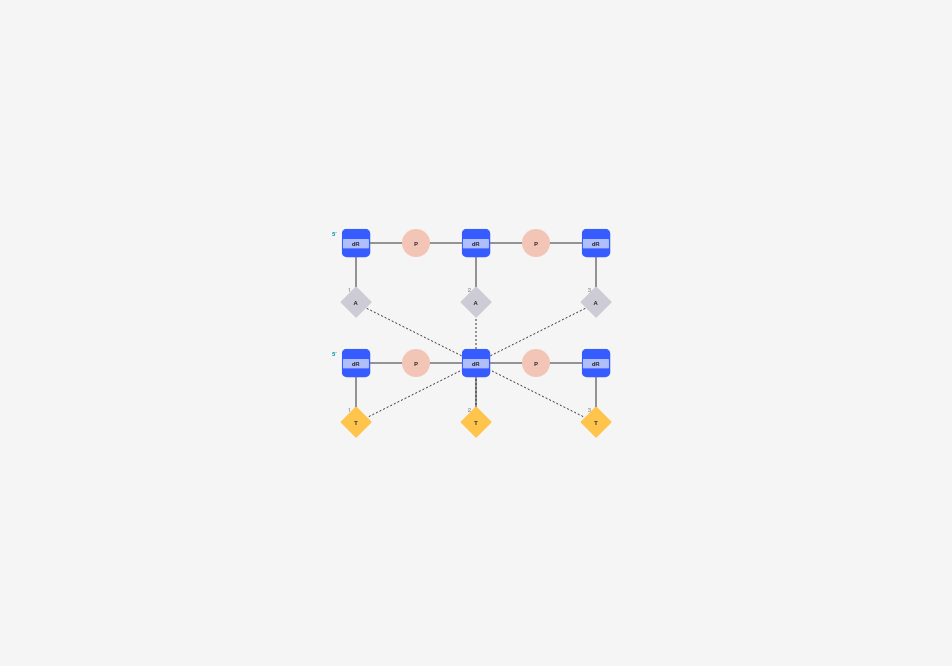 5'
dR P dR P dR
1 2 3
A A A
5'
dR P dR P dR
1 2 3
T T T